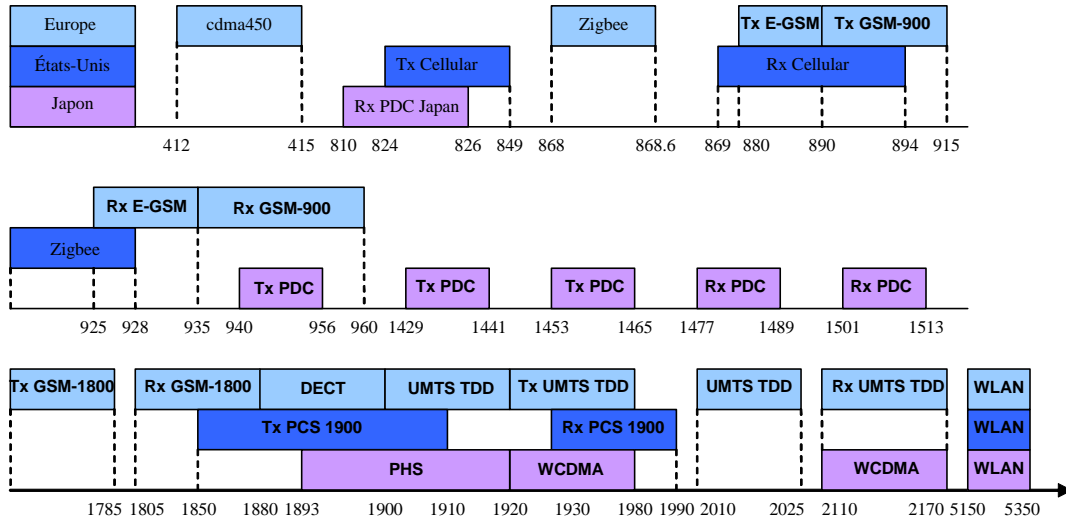 Europe cdma450 Zigbee Tx E-GSM Tx GSM-900
États-Unis Tx Cellular Rx Cellular
Japon Rx PDC Japan
412 415 810 824 826 849 868 868.6 869 880 890 894 915
Rx E-GSM Rx GSM-900
Zigbee
Tx PDC Tx PDC Tx PDC Rx PDC Rx PDC
925 928 935 940 956 960 1429 1441 1453 1465 1477 1489 1501 1513
Tx GSM-1800 Rx GSM-1800 DECT UMTS TDD Tx UMTS TDD UMTS TDD Rx UMTS TDD WLAN
Tx PCS 1900 Rx PCS 1900 WLAN
PHS WCDMA WCDMA WLAN
1785 1805 1850 1880 1893 1900 1910 1920 1930 1980 1990 2010 2025 2110 2170 5150 5350